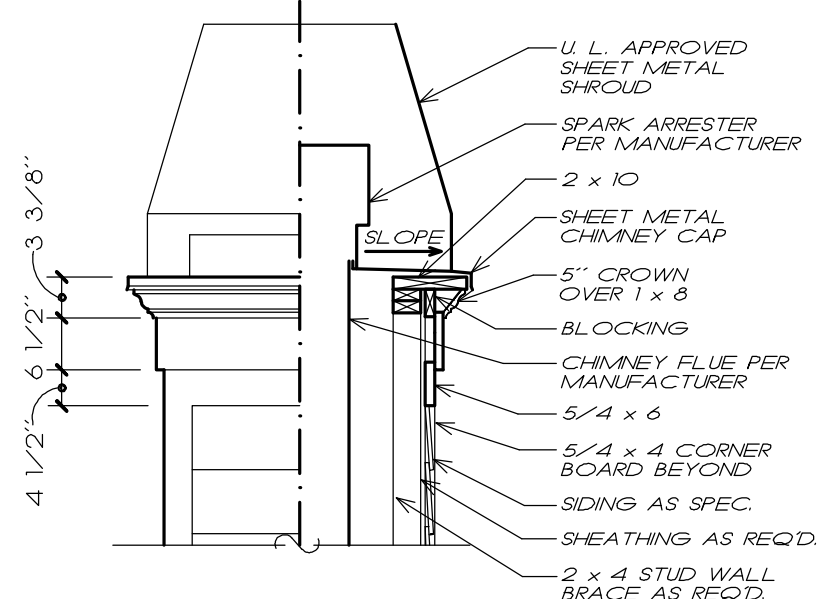 U. L. APPROVED
SHEET METAL
SHROUD
SPARK ARRESTER
PER MANUFACTURER
2 x 10
SHEET METAL
CHIMNEY CAP
5" CROWN
OVER 1 x 8
BLOCKING
CHIMNEY FLUE PER
MANUFACTURER
5/4 x 6
5/4 x 4 CORNER
BOARD BEYOND
SIDING AS SPEC.
SHEATHING AS REQ'D.
2 x 4 STUD WALL
BRACE AS REQ'D.
SLOPE
3 3/8"
6 1/2"
4 1/2"